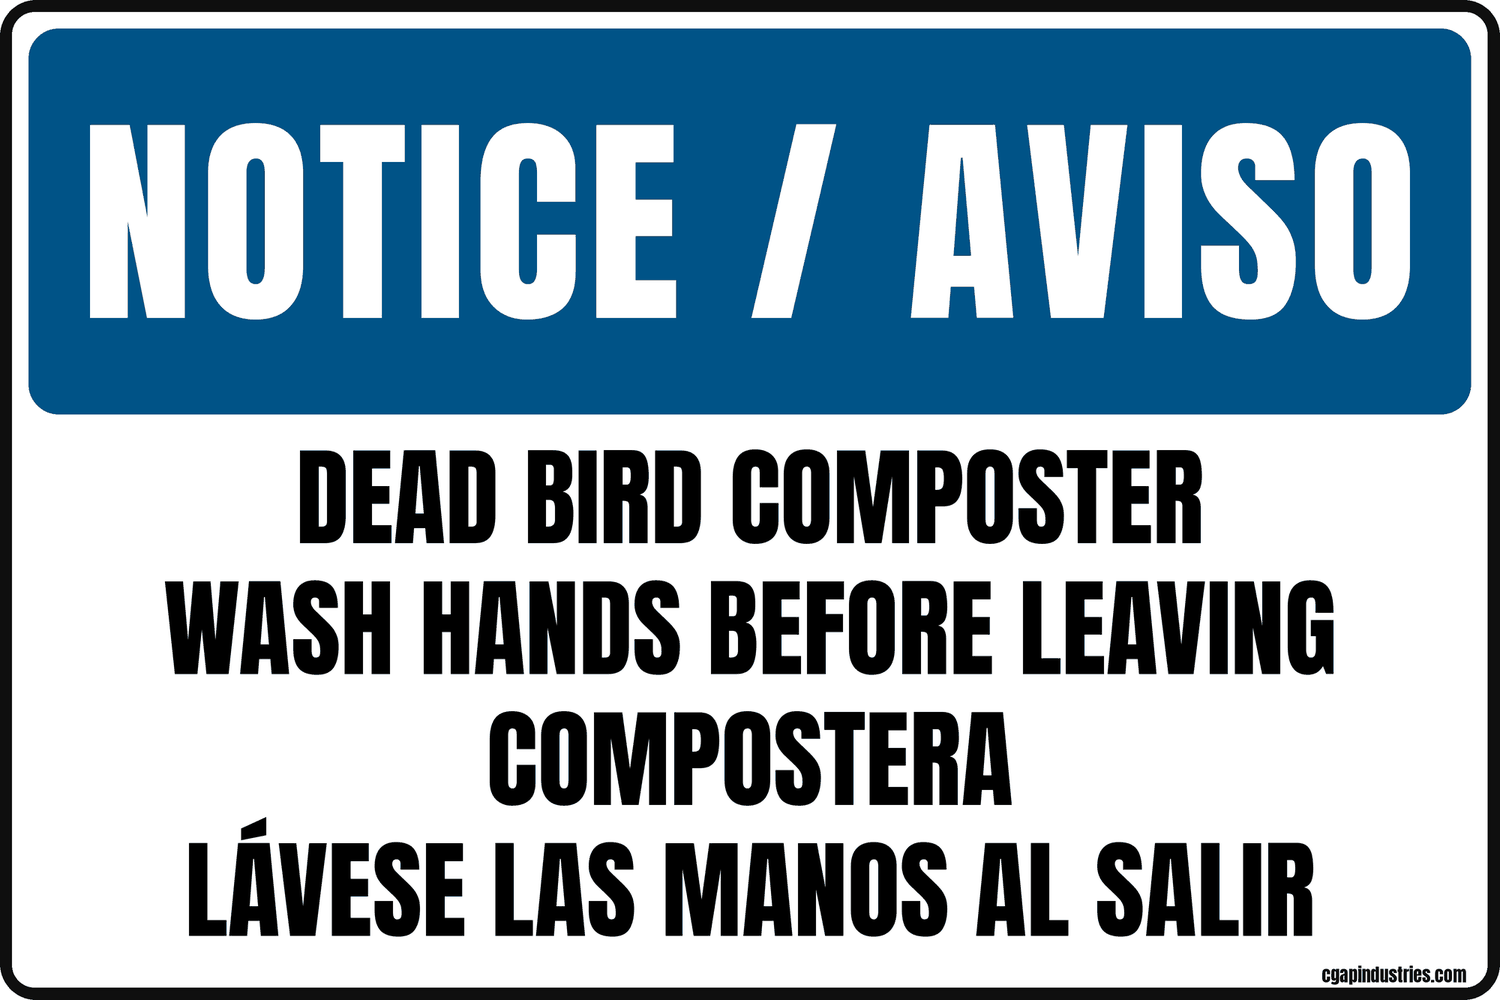 NOTICE / AVISO
DEAD BIRD COMPOSTER
WASH HANDS BEFORE LEAVING
COMPOSTERA
LÁVESE LAS MANOS AL SALIR
cgapindustries.com